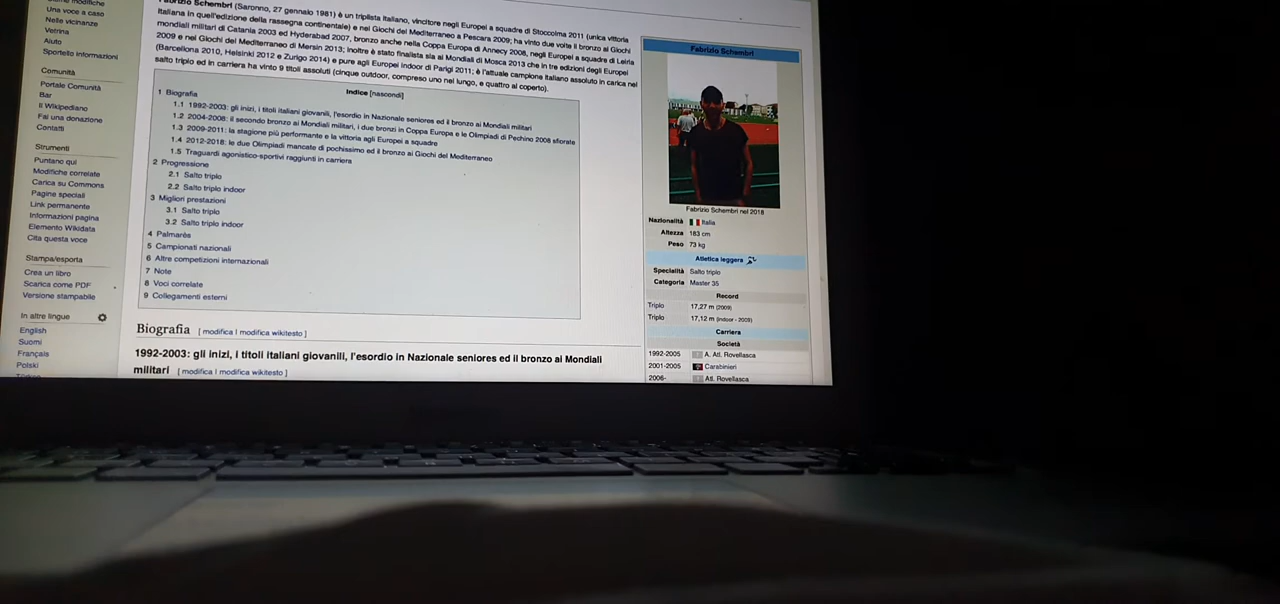 Una voce a caso
Nelle vicinanze
Vetrina
Aiuto
Sportello informazioni
Comunità
Portale Comunità
Bar
Il Wikipediano
Fai una donazione
Contatti
Strumenti
Puntano qui
Modifiche correlate
Carica su Commons
Pagine speciali
Link permanente
Informazioni pagina
Elemento Wikidata
Cita questa voce
Stampa/esporta
Crea un libro
Scarica come PDF
Versione stampabile
In altre lingue
English
Suomi
Français
Polski
Fabrizio Schembri (Saronno, 27 gennaio 1981) è un triplista italiano, vincitore negli Europei a squadre di Stoccolma 2011 (unica vittoria
italiana in quell'edizione della rassegna continentale) e nei Giochi del Mediterraneo a Pescara 2009; ha vinto due volte il bronzo ai Giochi
mondiali militari di Catania 2003 ed Hyderabad 2007, bronzo anche nella Coppa Europa di Annecy 2008, negli Europei a squadre di Leiria
2009 e nei Giochi del Mediterraneo di Mersin 2013; inoltre è stato finalista sia ai Mondiali di Mosca 2013 che in tre edizioni degli Europei
(Barcellona 2010, Helsinki 2012 e Zurigo 2014) e pure agli Europei indoor di Parigi 2011; è l'attuale campione italiano assoluto in carica nel
salto triplo ed in carriera ha vinto 9 titoli assoluti (cinque outdoor, compreso uno nel lungo, e quattro al coperto).
Indice [nascondi]
1 Biografia
1.1 1992-2003: gli inizi, i titoli italiani giovanili, l'esordio in Nazionale seniores ed il bronzo ai Mondiali militari
1.2 2004-2008: il secondo bronzo ai Mondiali militari, i due bronzi in Coppa Europa e le Olimpiadi di Pechino 2008 sfiorate
1.3 2009-2011: la stagione più performante e la vittoria agli Europei a squadre
1.4 2012-2018: le due Olimpiadi mancate di pochissimo ed il bronzo ai Giochi del Mediterraneo
1.5 Traguardi agonistico-sportivi raggiunti in carriera
2 Progressione
2.1 Salto triplo
2.2 Salto triplo indoor
3 Migliori prestazioni
3.1 Salto triplo
3.2 Salto triplo indoor
4 Palmarès
5 Campionati nazionali
6 Altre competizioni internazionali
7 Note
8 Voci correlate
9 Collegamenti esterni
Biografia [ modifica | modifica wikitesto ]
1992-2003: gli inizi, i titoli italiani giovanili, l'esordio in Nazionale seniores ed il bronzo ai Mondiali
militari [ modifica | modifica wikitesto ]
Fabrizio Schembri
Fabrizio Schembri nel 2018
Nazionalità Italia
Altezza 183 cm
Peso 73 kg
Atletica leggera
Specialità Salto triplo
Categoria Master 35
Record
Triplo 17,27 m (2009)
Triplo 17,12 m (indoor - 2009)
Carriera
Società
1992-2005 A. Atl. Rovellasca
2001-2005 Carabinieri
2006- Atl. Rovellasca